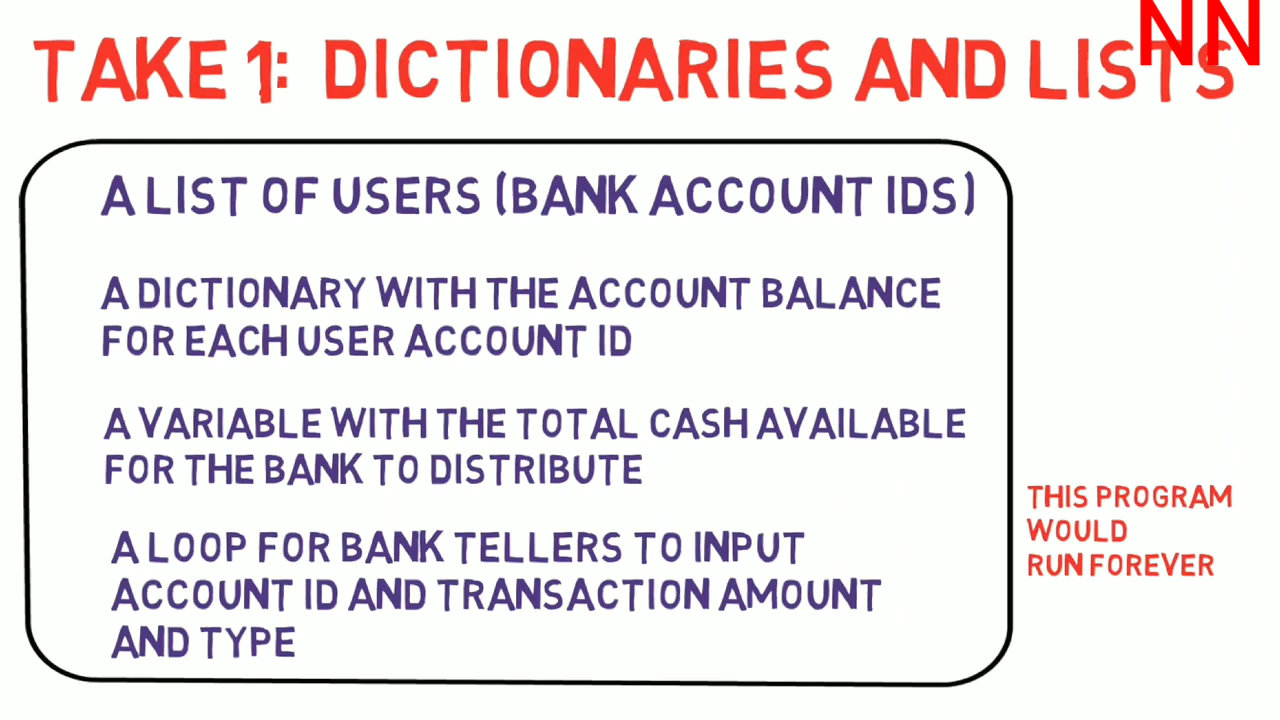 NN
TAKE 1: DICTIONARIES AND LISTS
A LIST OF USERS (BANK ACCOUNT IDS)
A DICTIONARY WITH THE ACCOUNT BALANCE
FOR EACH USER ACCOUNT ID
A VARIABLE WITH THE TOTAL CASH AVAILABLE
FOR THE BANK TO DISTRIBUTE
A LOOP FOR BANK TELLERS TO INPUT
ACCOUNT ID AND TRANSACTION AMOUNT
AND TYPE
THIS PROGRAM
WOULD
RUN FOREVER